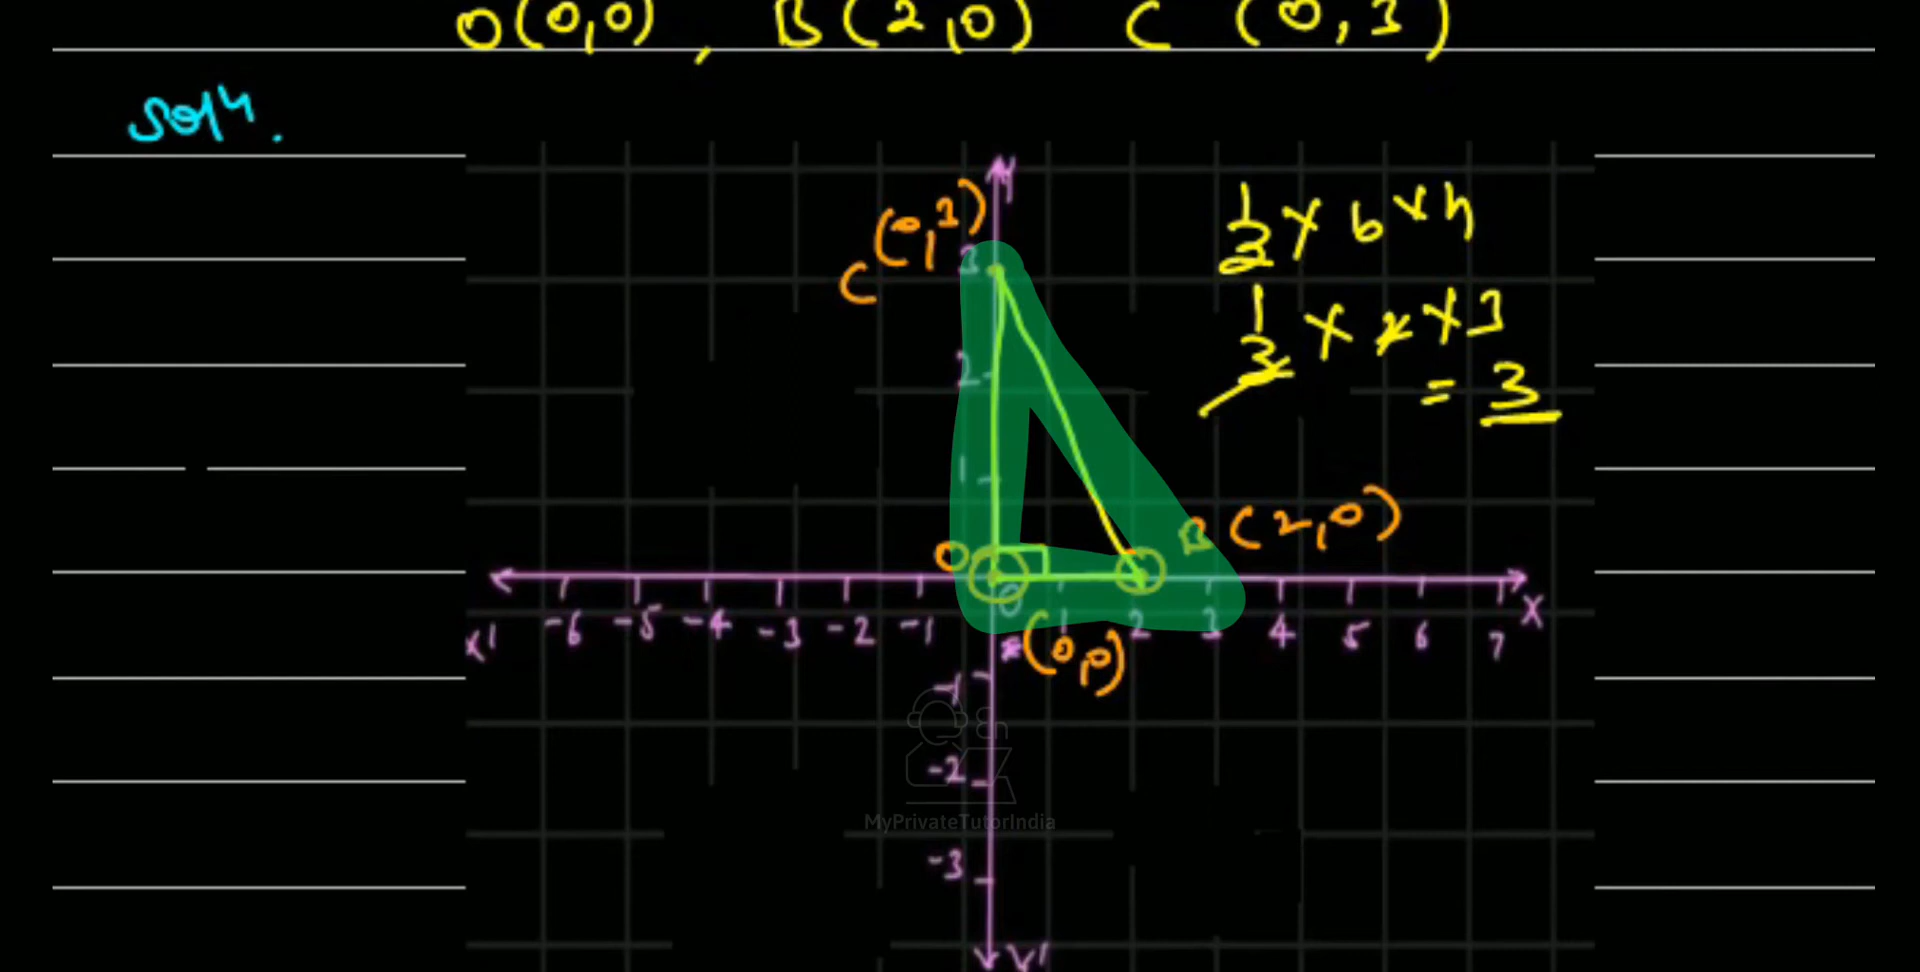 O(0,0), B(2,0) C (0,3)
Soln.
Y
C (0,3)
3
1/2 × b × h
2
1/2 × 2 × 3
= 3
1
O
B (2,0)
X' -6 -5 -4 -3 -2 -1 0 1 2 3 4 5 6 7 X
(0,0)
-1
-2
MyPrivateTutorIndia
-3
Y'